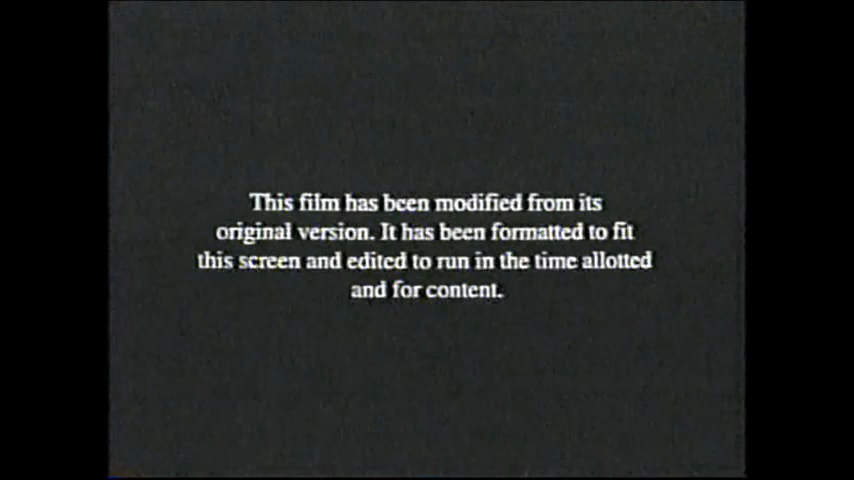 This film has been modified from its
original version. It has been formatted to fit
this screen and edited to run in the time allotted
and for content.